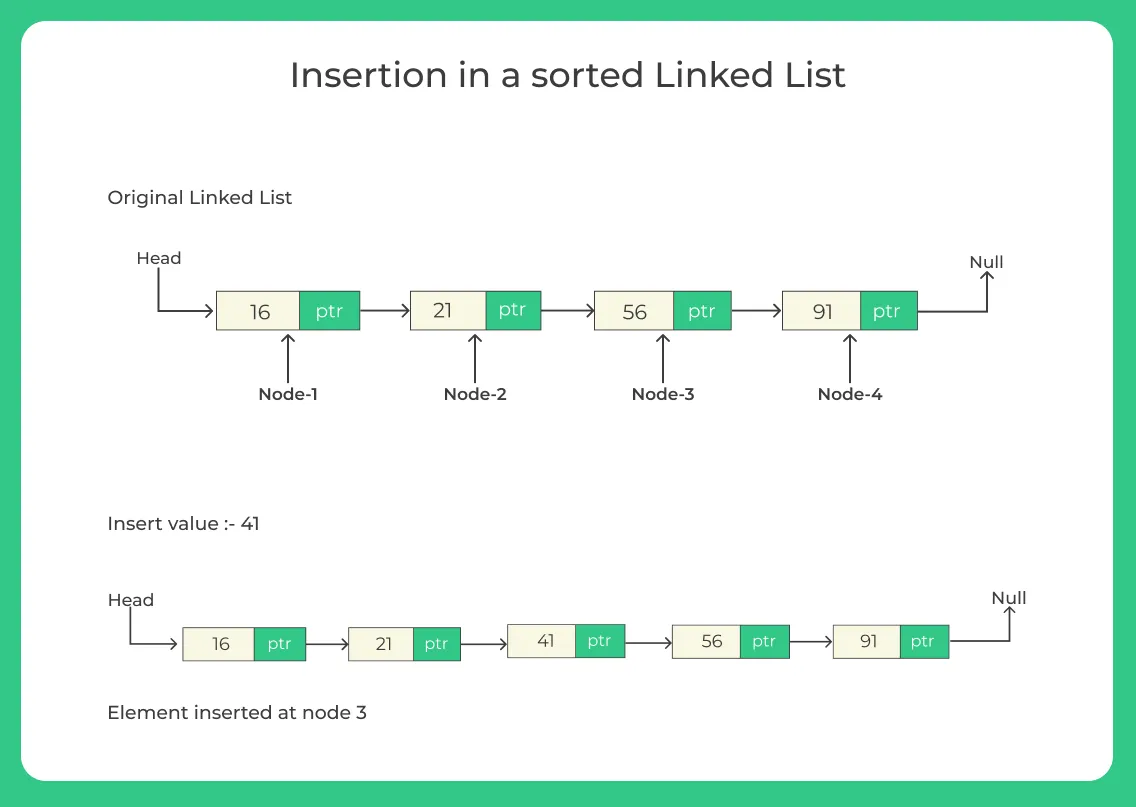 Insertion in a sorted Linked List
Original Linked List
Head
Null
16 ptr 21 ptr 56 ptr 91 ptr
Node-1 Node-2 Node-3 Node-4
Insert value :- 41
Head
Null
16 ptr 21 ptr 41 ptr 56 ptr 91 ptr
Element inserted at node 3